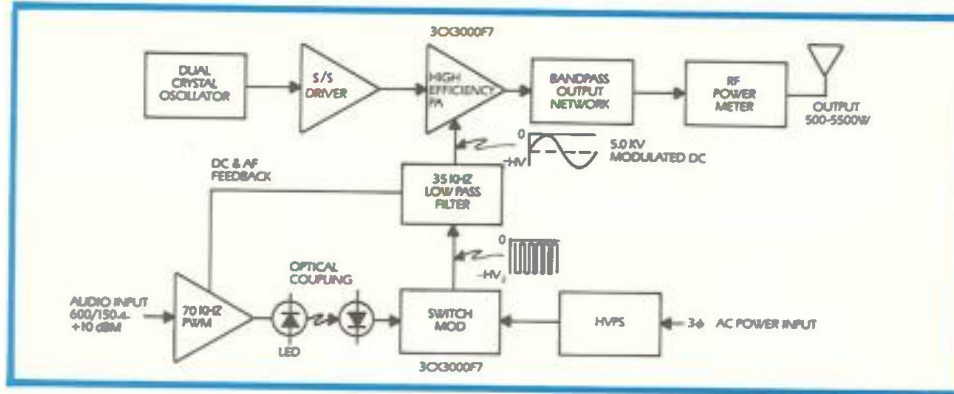 3CX3000F7
DUAL
CRYSTAL
OSCILLATOR
S/S
DRIVER
HIGH
EFFICIENCY
PA
BANDPASS
OUTPUT
NETWORK
RF
POWER
METER
OUTPUT
500-5500W
0
-HV
5.0 KV
MODULATED DC
DC & AF
FEEDBACK
35 KHZ
LOW PASS
FILTER
0
-HV
OPTICAL
COUPLING
AUDIO INPUT
600/150-Ω-
+10 dBM
70 KHZ
PWM
LED
SWITCH
MOD
3CX3000F7
HVPS
3ϕ AC POWER INPUT